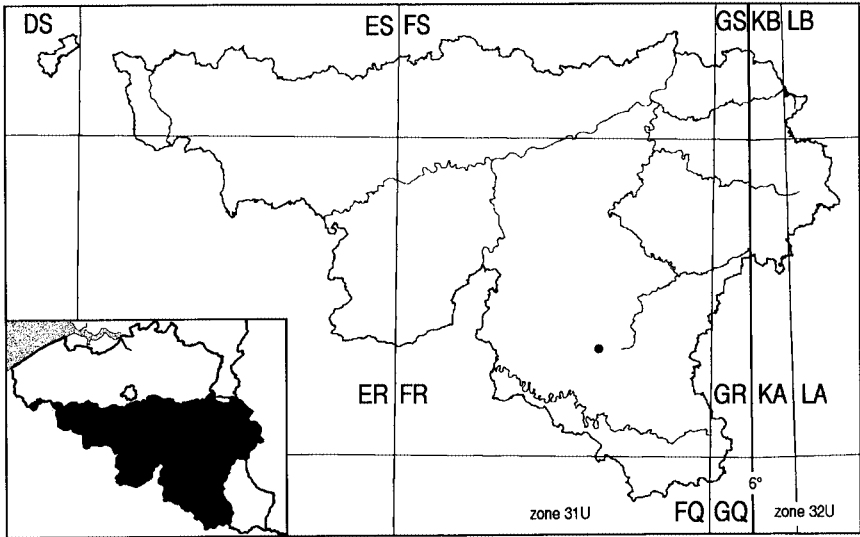 DS ES FS GS KB LB
ER FR GR KA LA
6°
zone 31U FQ GQ zone 32U